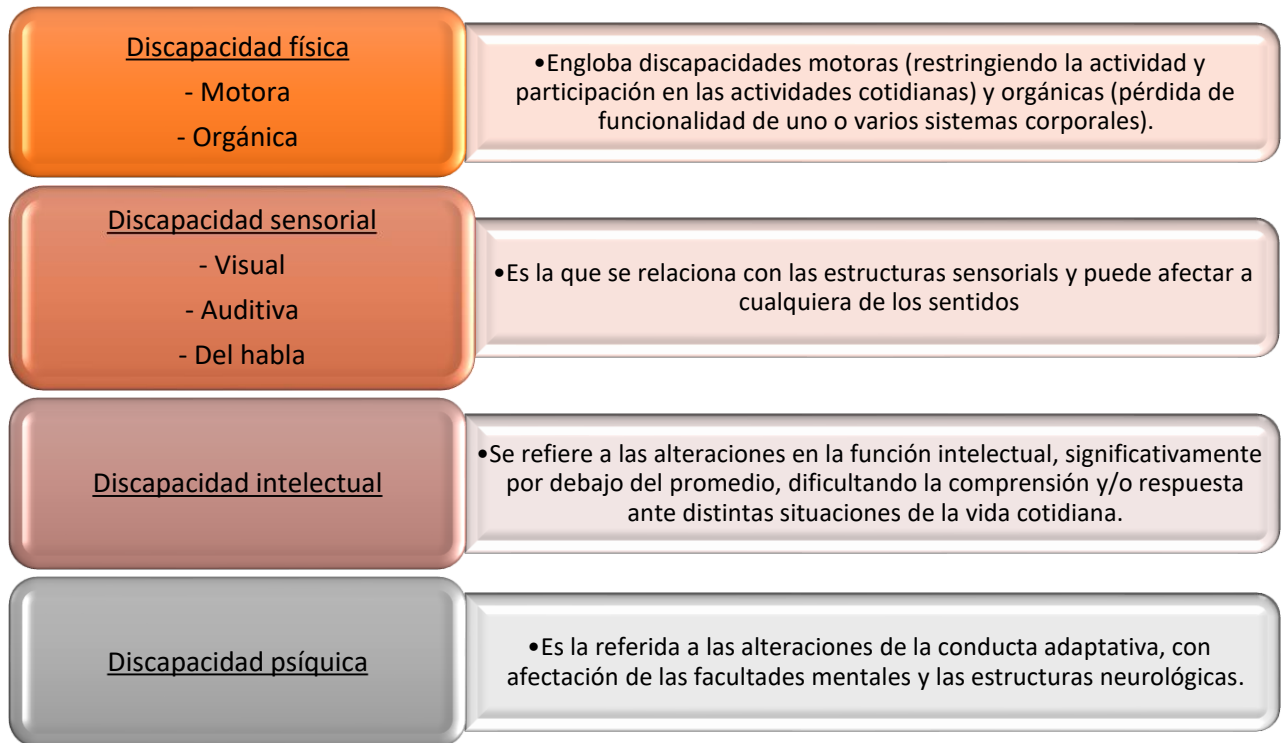 Discapacidad física
- Motora
- Orgánica
•Engloba discapacidades motoras (restringiendo la actividad y
participación en las actividades cotidianas) y orgánicas (pérdida de
funcionalidad de uno o varios sistemas corporales).
Discapacidad sensorial
- Visual
- Auditiva
- Del habla
•Es la que se relaciona con las estructuras sensorials y puede afectar a
cualquiera de los sentidos
Discapacidad intelectual
•Se refiere a las alteraciones en la función intelectual, significativamente
por debajo del promedio, dificultando la comprensión y/o respuesta
ante distintas situaciones de la vida cotidiana.
Discapacidad psíquica
•Es la referida a las alteraciones de la conducta adaptativa, con
afectación de las facultades mentales y las estructuras neurológicas.